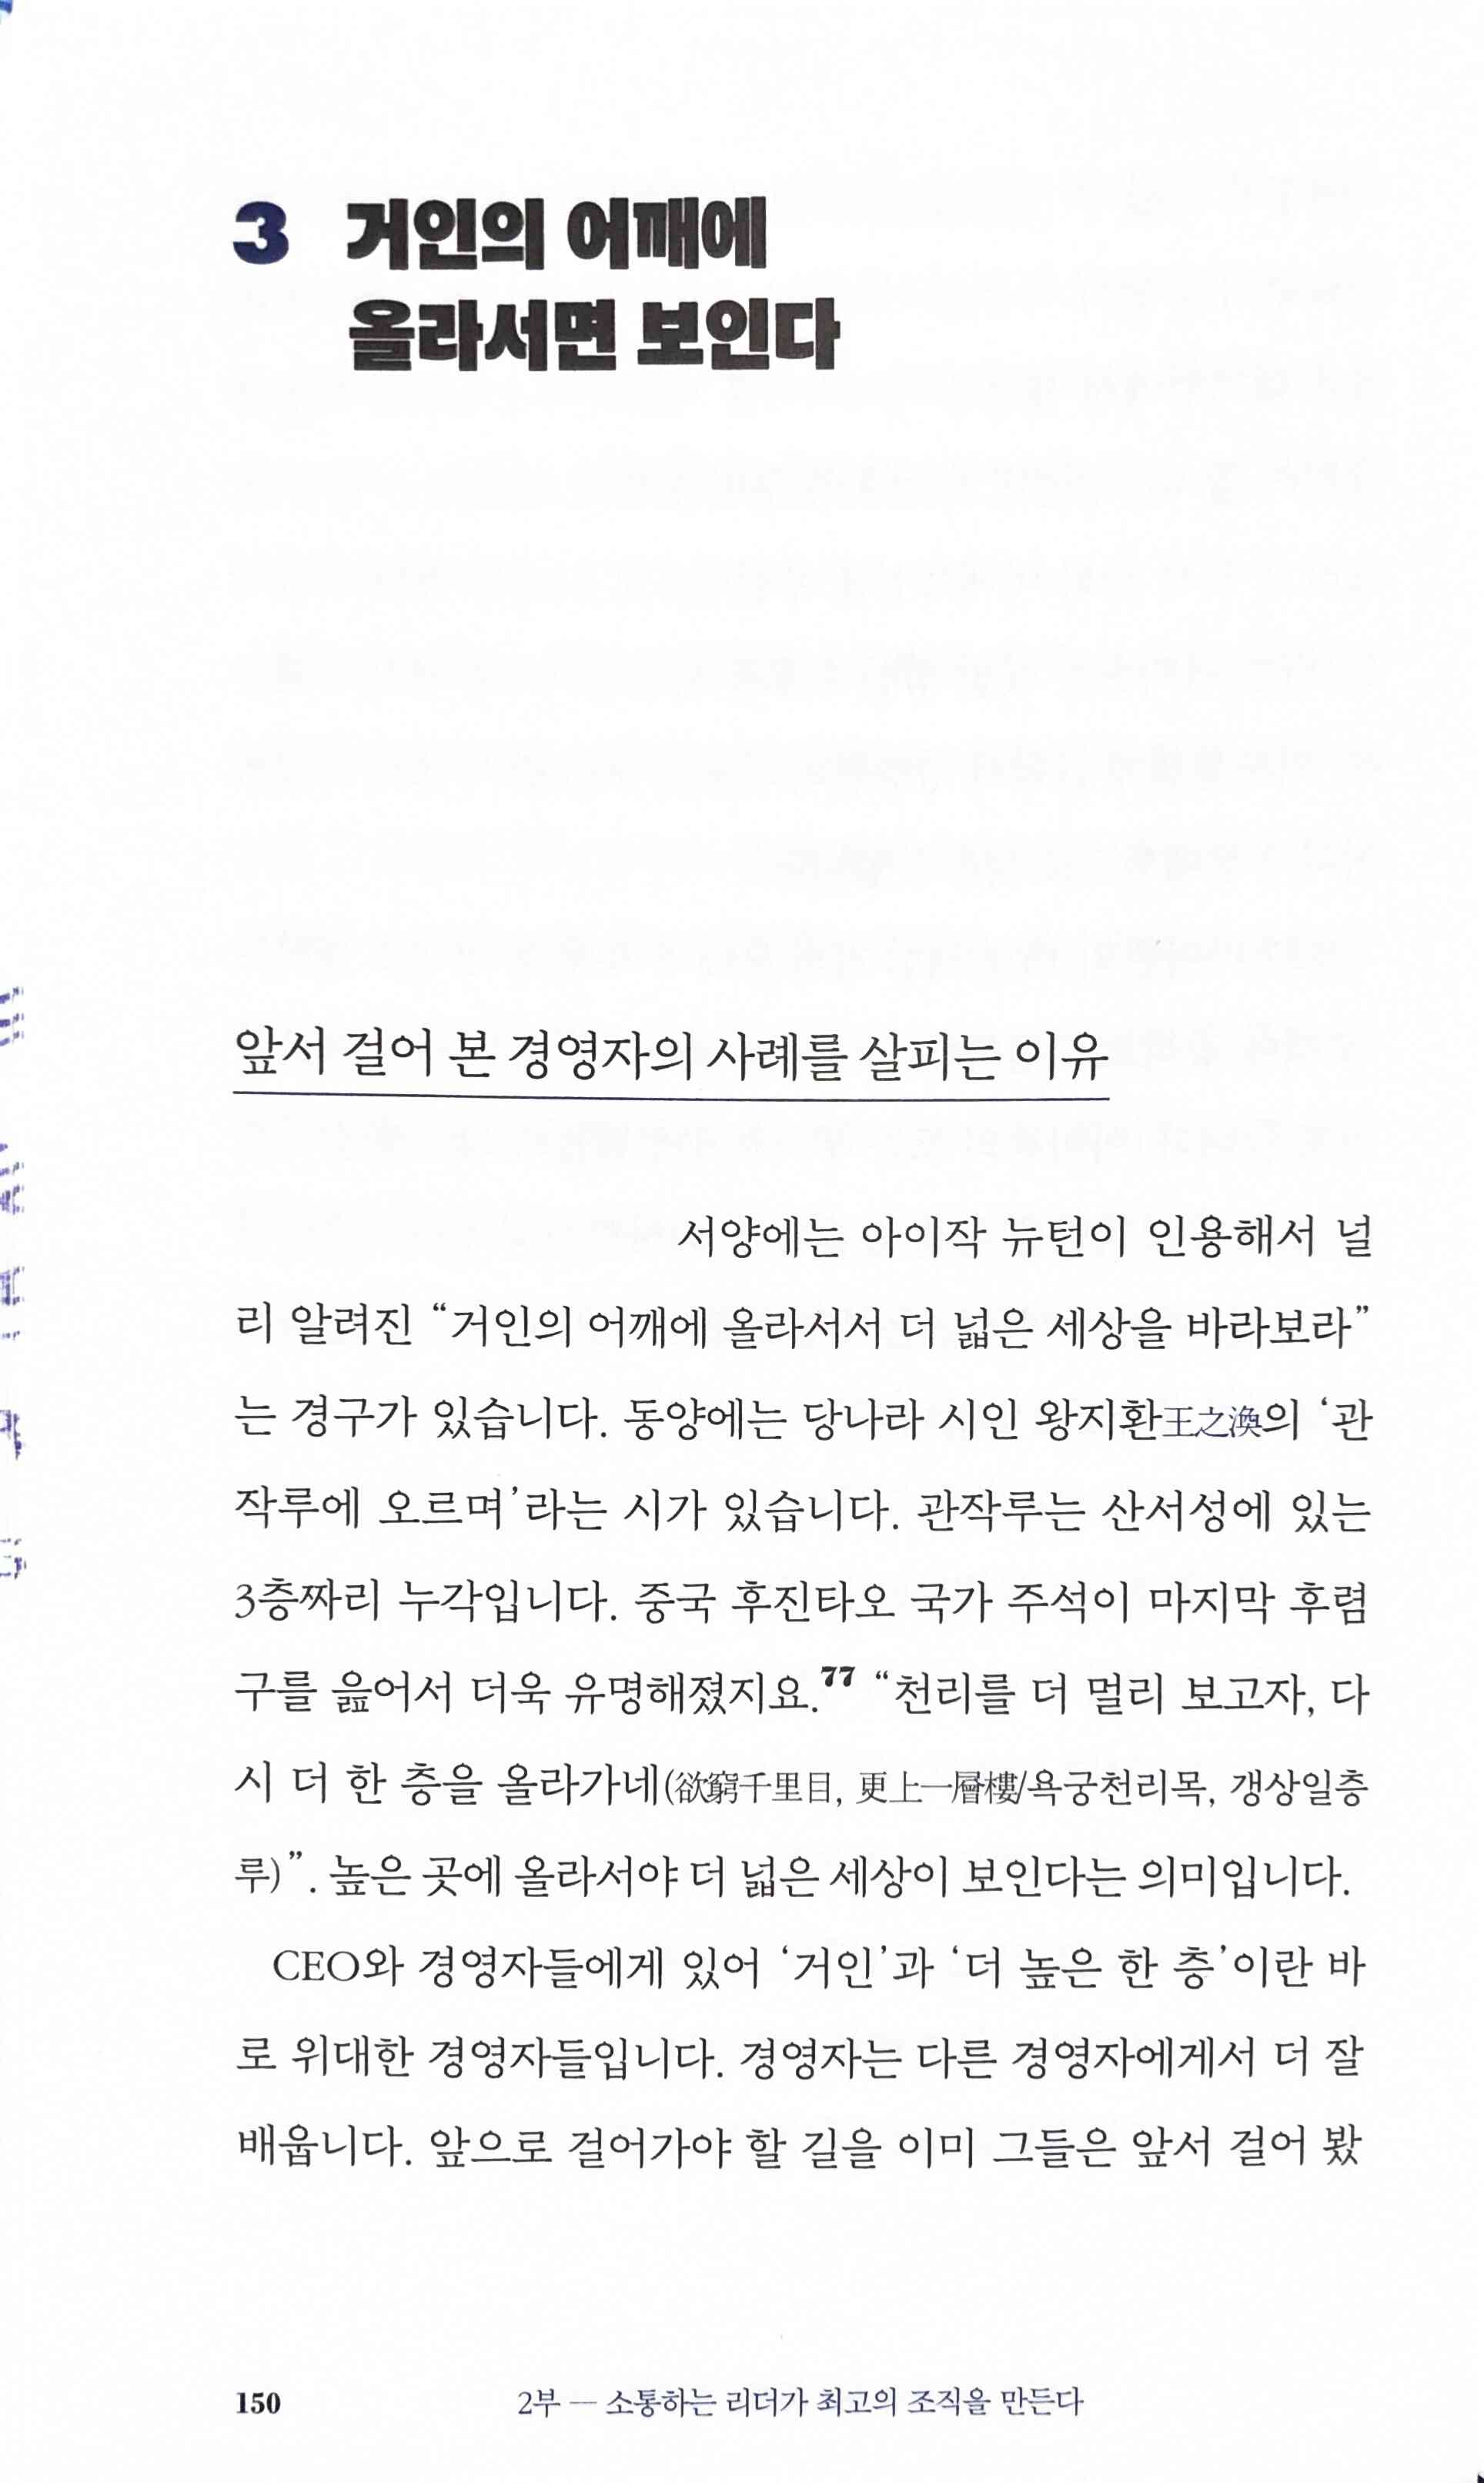 3 거인의 어깨에
올라서면 보인다
앞서 걸어 본 경영자의 사례를 살피는 이유
서양에는 아이작 뉴턴이 인용해서 널
리 알려진 “거인의 어깨에 올라서서 더 넓은 세상을 바라보라”
는 경구가 있습니다. 동양에는 당나라 시인 왕지환王之渙의 ‘관
작루에 오르며’라는 시가 있습니다. 관작루는 산서성에 있는
3층짜리 누각입니다. 중국 후진타오 국가 주석이 마지막 후렴
구를 읊어서 더욱 유명해졌지요.77 “천리를 더 멀리 보고자, 다
시 더 한 층을 올라가네(欲窮千里目, 更上一層樓/욕궁천리목, 갱상일층
루)”. 높은 곳에 올라서야 더 넓은 세상이 보인다는 의미입니다.
CEO와 경영자들에게 있어 ‘거인’과 ‘더 높은 한 층’이란 바
로 위대한 경영자들입니다. 경영자는 다른 경영자에게서 더 잘
배웁니다. 앞으로 걸어가야 할 길을 이미 그들은 앞서 걸어 봤
150 2부 — 소통하는 리더가 최고의 조직을 만든다